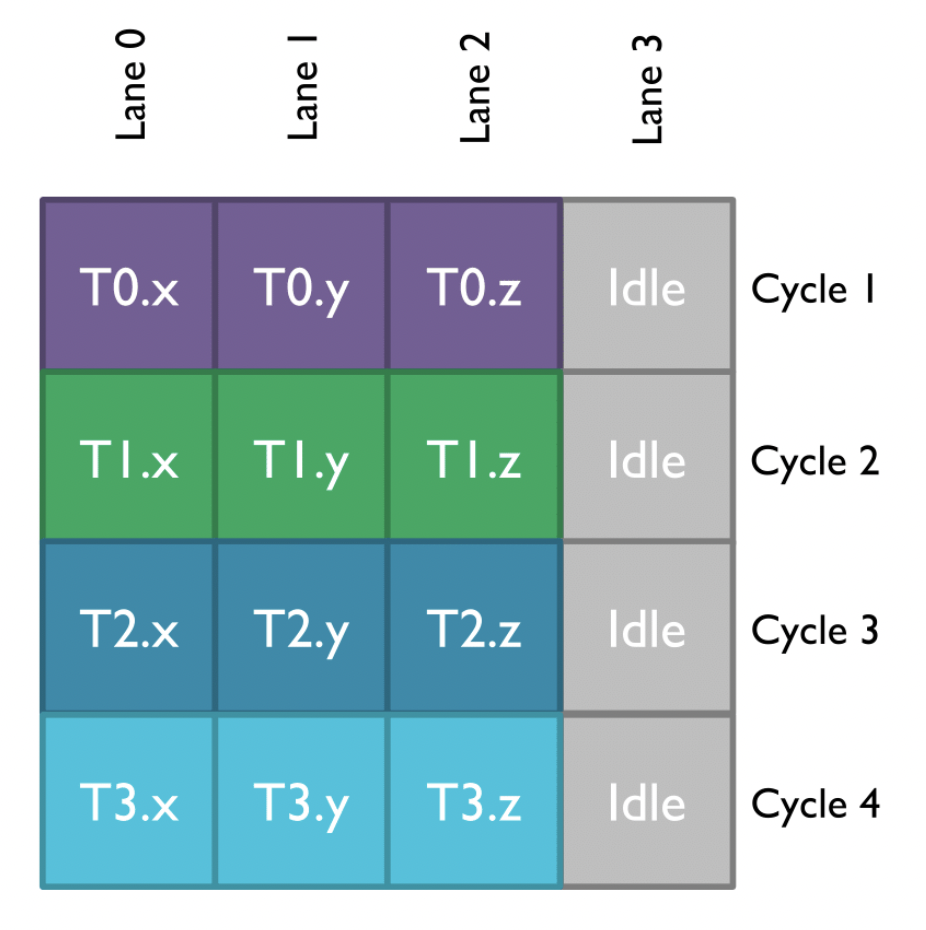 Lane 0
Lane 1
Lane 2
Lane 3
T0.x T0.y T0.z Idle Cycle 1
T1.x T1.y T1.z Idle Cycle 2
T2.x T2.y T2.z Idle Cycle 3
T3.x T3.y T3.z Idle Cycle 4